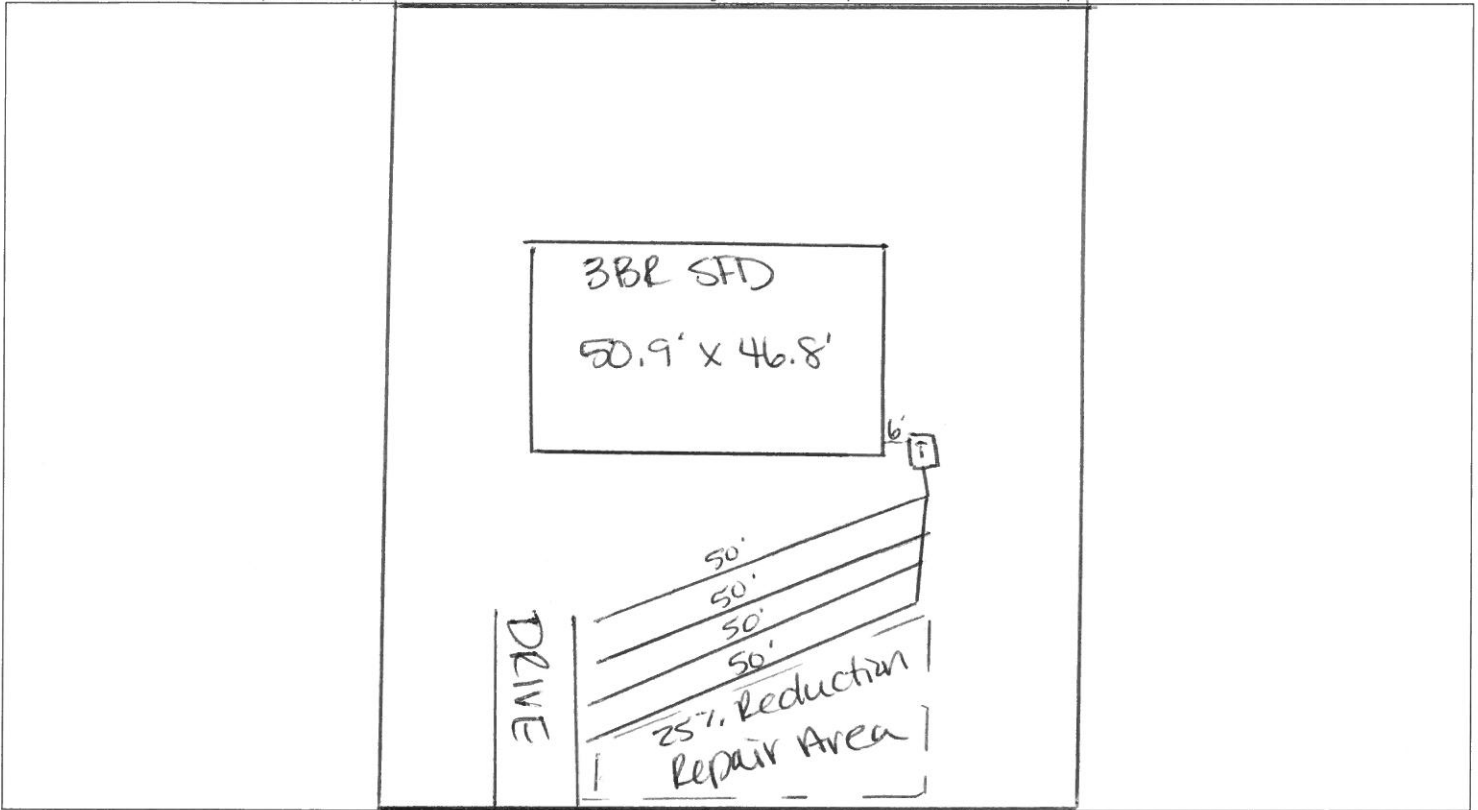 3BR SFD
50.9' x 46.8'
6'
T
50'
50'
50'
50'
DRIVE
25% Reduction
Repair Area